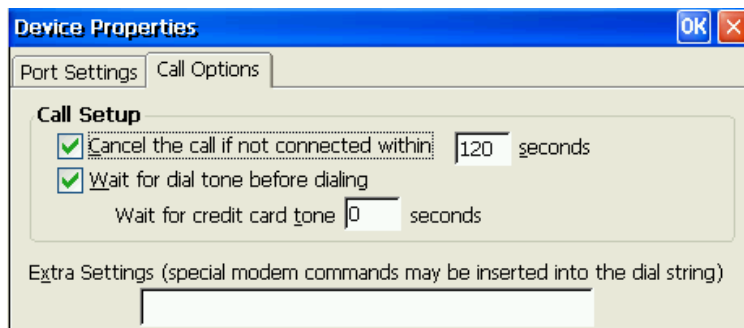 Device Properties OK
Port Settings Call Options
Call Setup
Cancel the call if not connected within 120 seconds
Wait for dial tone before dialing
Wait for credit card tone 0 seconds
Extra Settings (special modem commands may be inserted into the dial string)